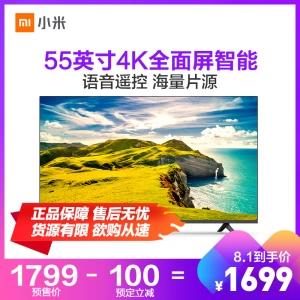 小米
55英寸4K全面屏智能
语音遥控 海量片源
正品保障 售后无忧
货源有限 欲购从速
1799 - 100 =
预售价 预定立减
8.1到手价
¥1699